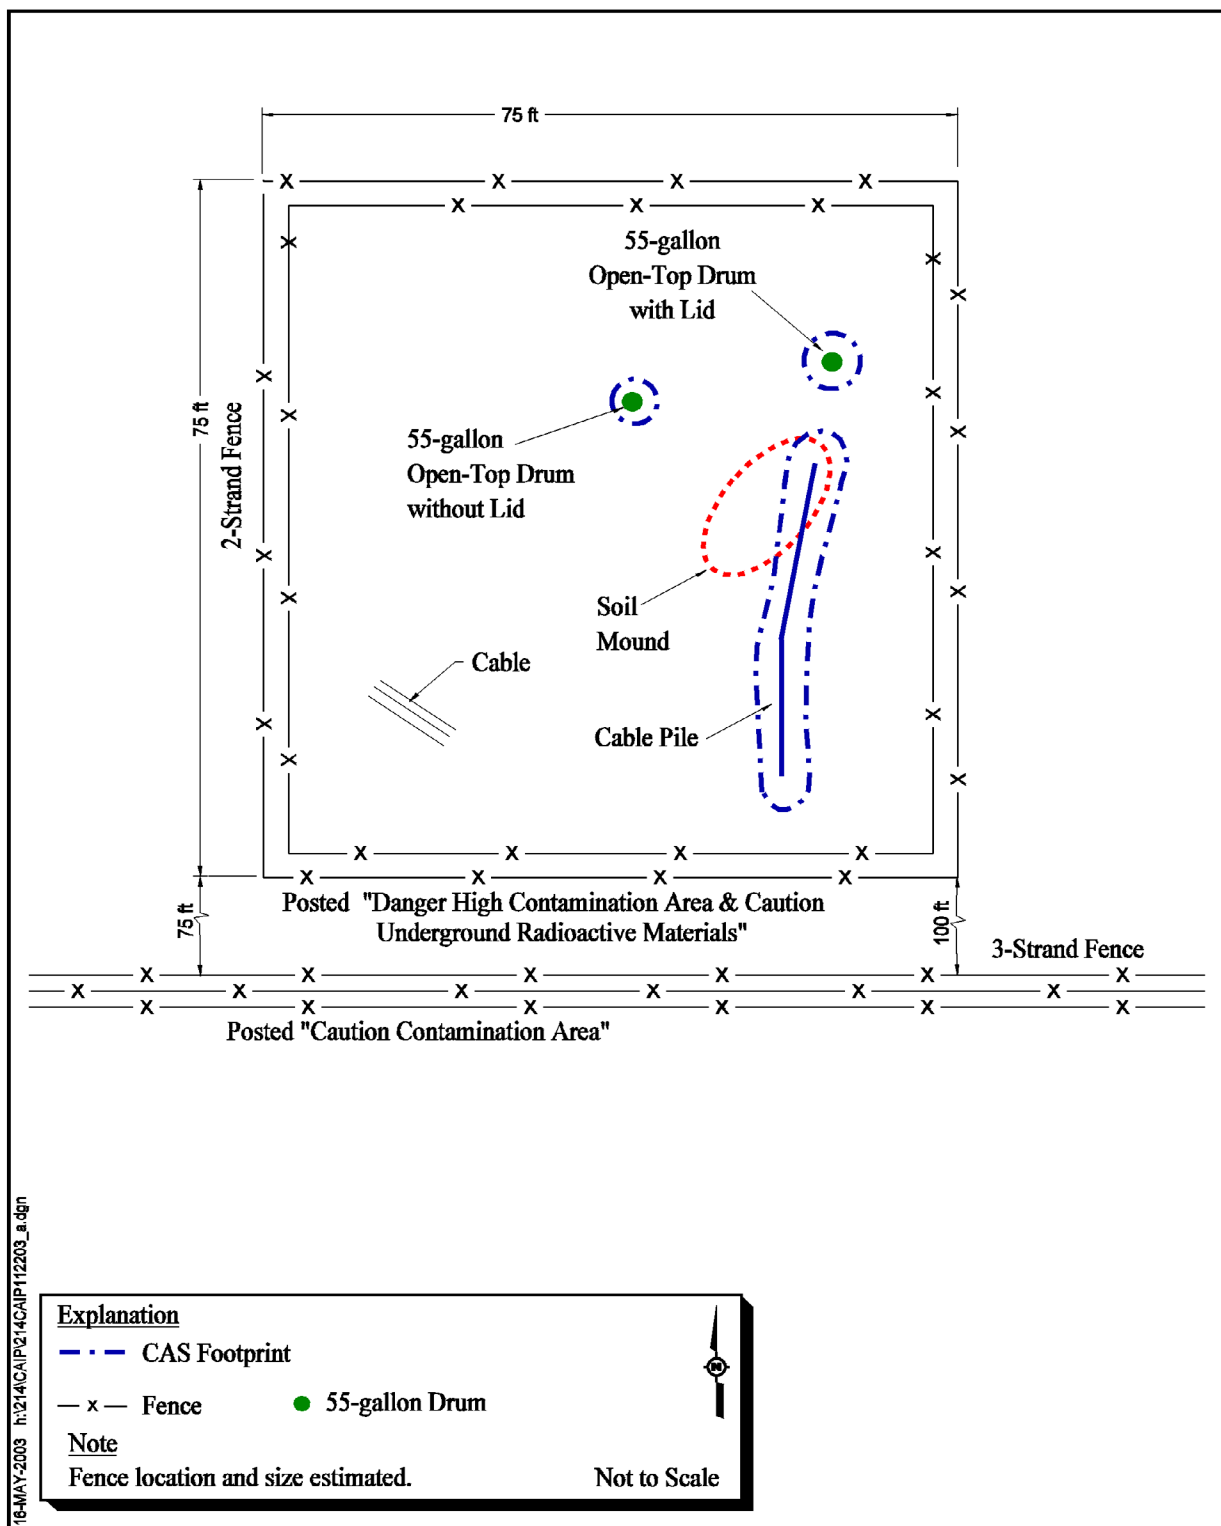 75 ft
55-gallon
Open-Top Drum
with Lid
75 ft
2-Strand Fence
55-gallon
Open-Top Drum
without Lid
Soil
Mound
Cable
Cable Pile
Posted "Danger High Contamination Area & Caution
Underground Radioactive Materials"
75 ft
100 ft
3-Strand Fence
Posted "Caution Contamination Area"
16-MAY-2003 h:\214\CAIP\214CAIP112203_a.dgn
Explanation
CAS Footprint
N
x Fence
55-gallon Drum
Note
Fence location and size estimated.
Not to Scale